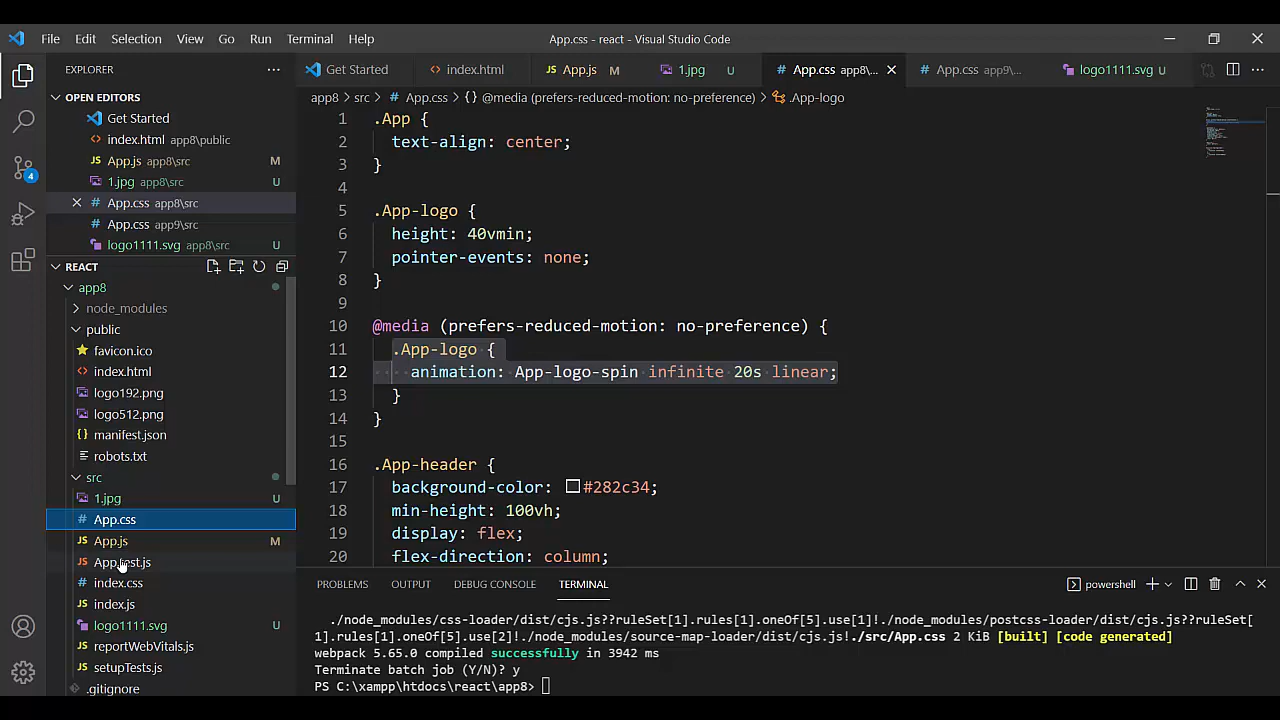 File Edit Selection View Go Run Terminal Help App.css - react - Visual Studio Code
EXPLORER
OPEN EDITORS
Get Started
index.html app8\public
App.js app8\src M
1.jpg app8\src U
App.css app8\src
App.css app9\src
logo1111.svg app8\src U
4
REACT
app8
node_modules
public
favicon.ico
index.html
logo192.png
logo512.png
manifest.json
robots.txt
src
1.jpg U
App.css
App.js M
App.test.js
index.css
index.js
logo1111.svg U
reportWebVitals.js
setupTests.js
.gitignore
Get Started index.html App.js M 1.jpg U App.css app8\... App.css app9\... logo1111.svg U
app8 > src > App.css > {} @media (prefers-reduced-motion: no-preference) > .App-logo
1 .App {
2 text-align: center;
3 }
4
5 .App-logo {
6 height: 40vmin;
7 pointer-events: none;
8 }
9
10 @media (prefers-reduced-motion: no-preference) {
11 .App-logo {
12 animation: App-logo-spin infinite 20s linear;
13 }
14 }
15
16 .App-header {
17 background-color: #282c34;
18 min-height: 100vh;
19 display: flex;
20 flex-direction: column;
PROBLEMS OUTPUT DEBUG CONSOLE TERMINAL powershell
./node_modules/css-loader/dist/cjs.js??ruleSet[1].rules[1].oneOf[5].use[1]!./node_modules/postcss-loader/dist/cjs.js??ruleSet[
1].rules[1].oneOf[5].use[2]!./node_modules/source-map-loader/dist/cjs.js!./src/App.css 2 KiB [built] [code generated]
webpack 5.65.0 compiled successfully in 3942 ms
Terminate batch job (Y/N)? y
PS C:\xampp\htdocs\react\app8>